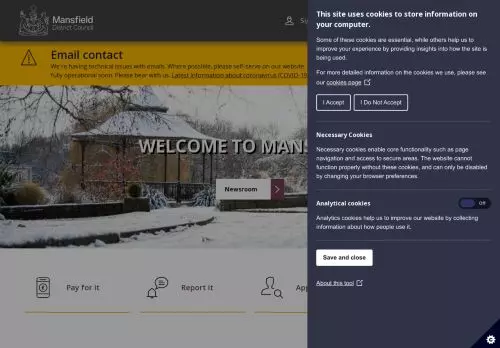 Mansfield
District Council
Email contact
We're having technical issues with emails. Where possible, please self-serve on our website
fully operational soon. Please bear with us. Latest information about coronavirus (COVID-19
WELCOME TO MANS
Newsroom
Pay for it
Report it
This site uses cookies to store information on
your computer.
Some of these cookies are essential, while others help us to
improve your experience by providing insights into how the site is
being used.
For more detailed information on the cookies we use, please see
our cookies page
I Accept
I Do Not Accept
Necessary Cookies
Necessary cookies enable core functionality such as page
navigation and access to secure areas. The website cannot
function properly without these cookies, and can only be disabled
by changing your browser preferences.
Analytical cookies
Off
Analytics cookies help us to improve our website by collecting
information about how people use it.
Save and close
About this tool